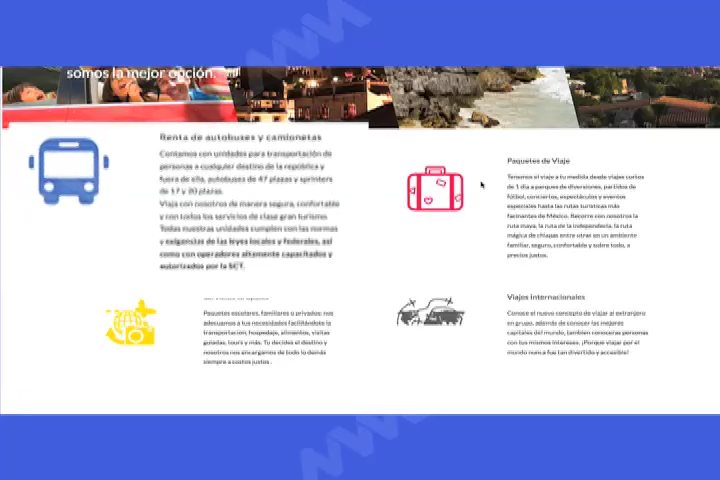 somos la mejor opción.
Renta de autobuses y camionetas
Contamos con unidades para transportación de
personas a cualquier destino de la república y
fuera de ella, autobuses de 47 plazas y sprinters
de 17 y 20 plazas.
Viaja con nosotros de manera segura, confortable
y con todos los servicios de clase gran turismo.
Todas nuestras unidades cumplen con las normas
y exigencias de las leyes locales y federales, así
como con operadores altamente capacitados y
autorizados por la SCT.
Paquetes de Viaje
Tenemos el viaje a tu medida desde viajes cortos
de 1 día a parques de diversiones, partidos de
fútbol, conciertos, espectáculos y eventos
especiales hasta las rutas turísticas más
facinantes de México. Recorre con nosotros la
ruta maya, la ruta de la independencia, la ruta
mágica de chiapas entre otras en un ambiente
familiar, seguro, confortable y sobre todo, a
precios justos.
Paquetes escolares, familiares o privados: nos
adecuamos a tus necesidades facilitándote la
transportación, hospedaje, alimentos, visitas
guiadas, tours y más. Tu decides el destino y
nosotros nos encargamos de todo lo demás
siempre a costos justos.
Viajes Internacionales
Conoce el nuevo concepto de viajar al extranjero
en grupo, además de conocer las mejores
capitales del mundo, tambien conoceras personas
con tus mismos intereses. ¡Porque viajar por el
mundo nunca fue tan divertido y accesible!